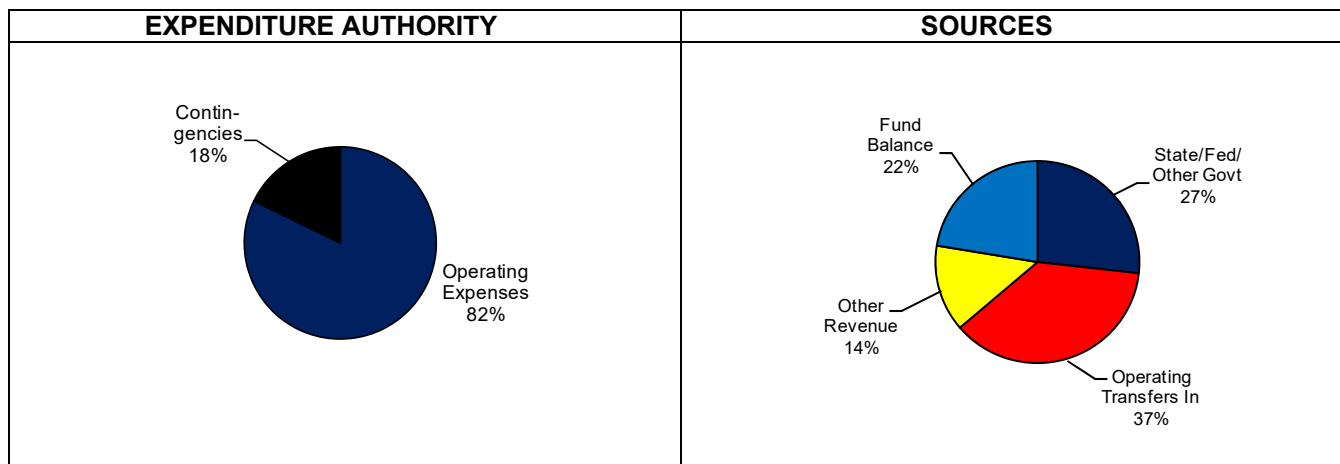 EXPENDITURE AUTHORITY
Contin-
gencies
18%
Operating
Expenses
82%
SOURCES
Fund
Balance
22%
State/Fed/
Other Govt
27%
Other
Revenue
14%
Operating
Transfers In
37%